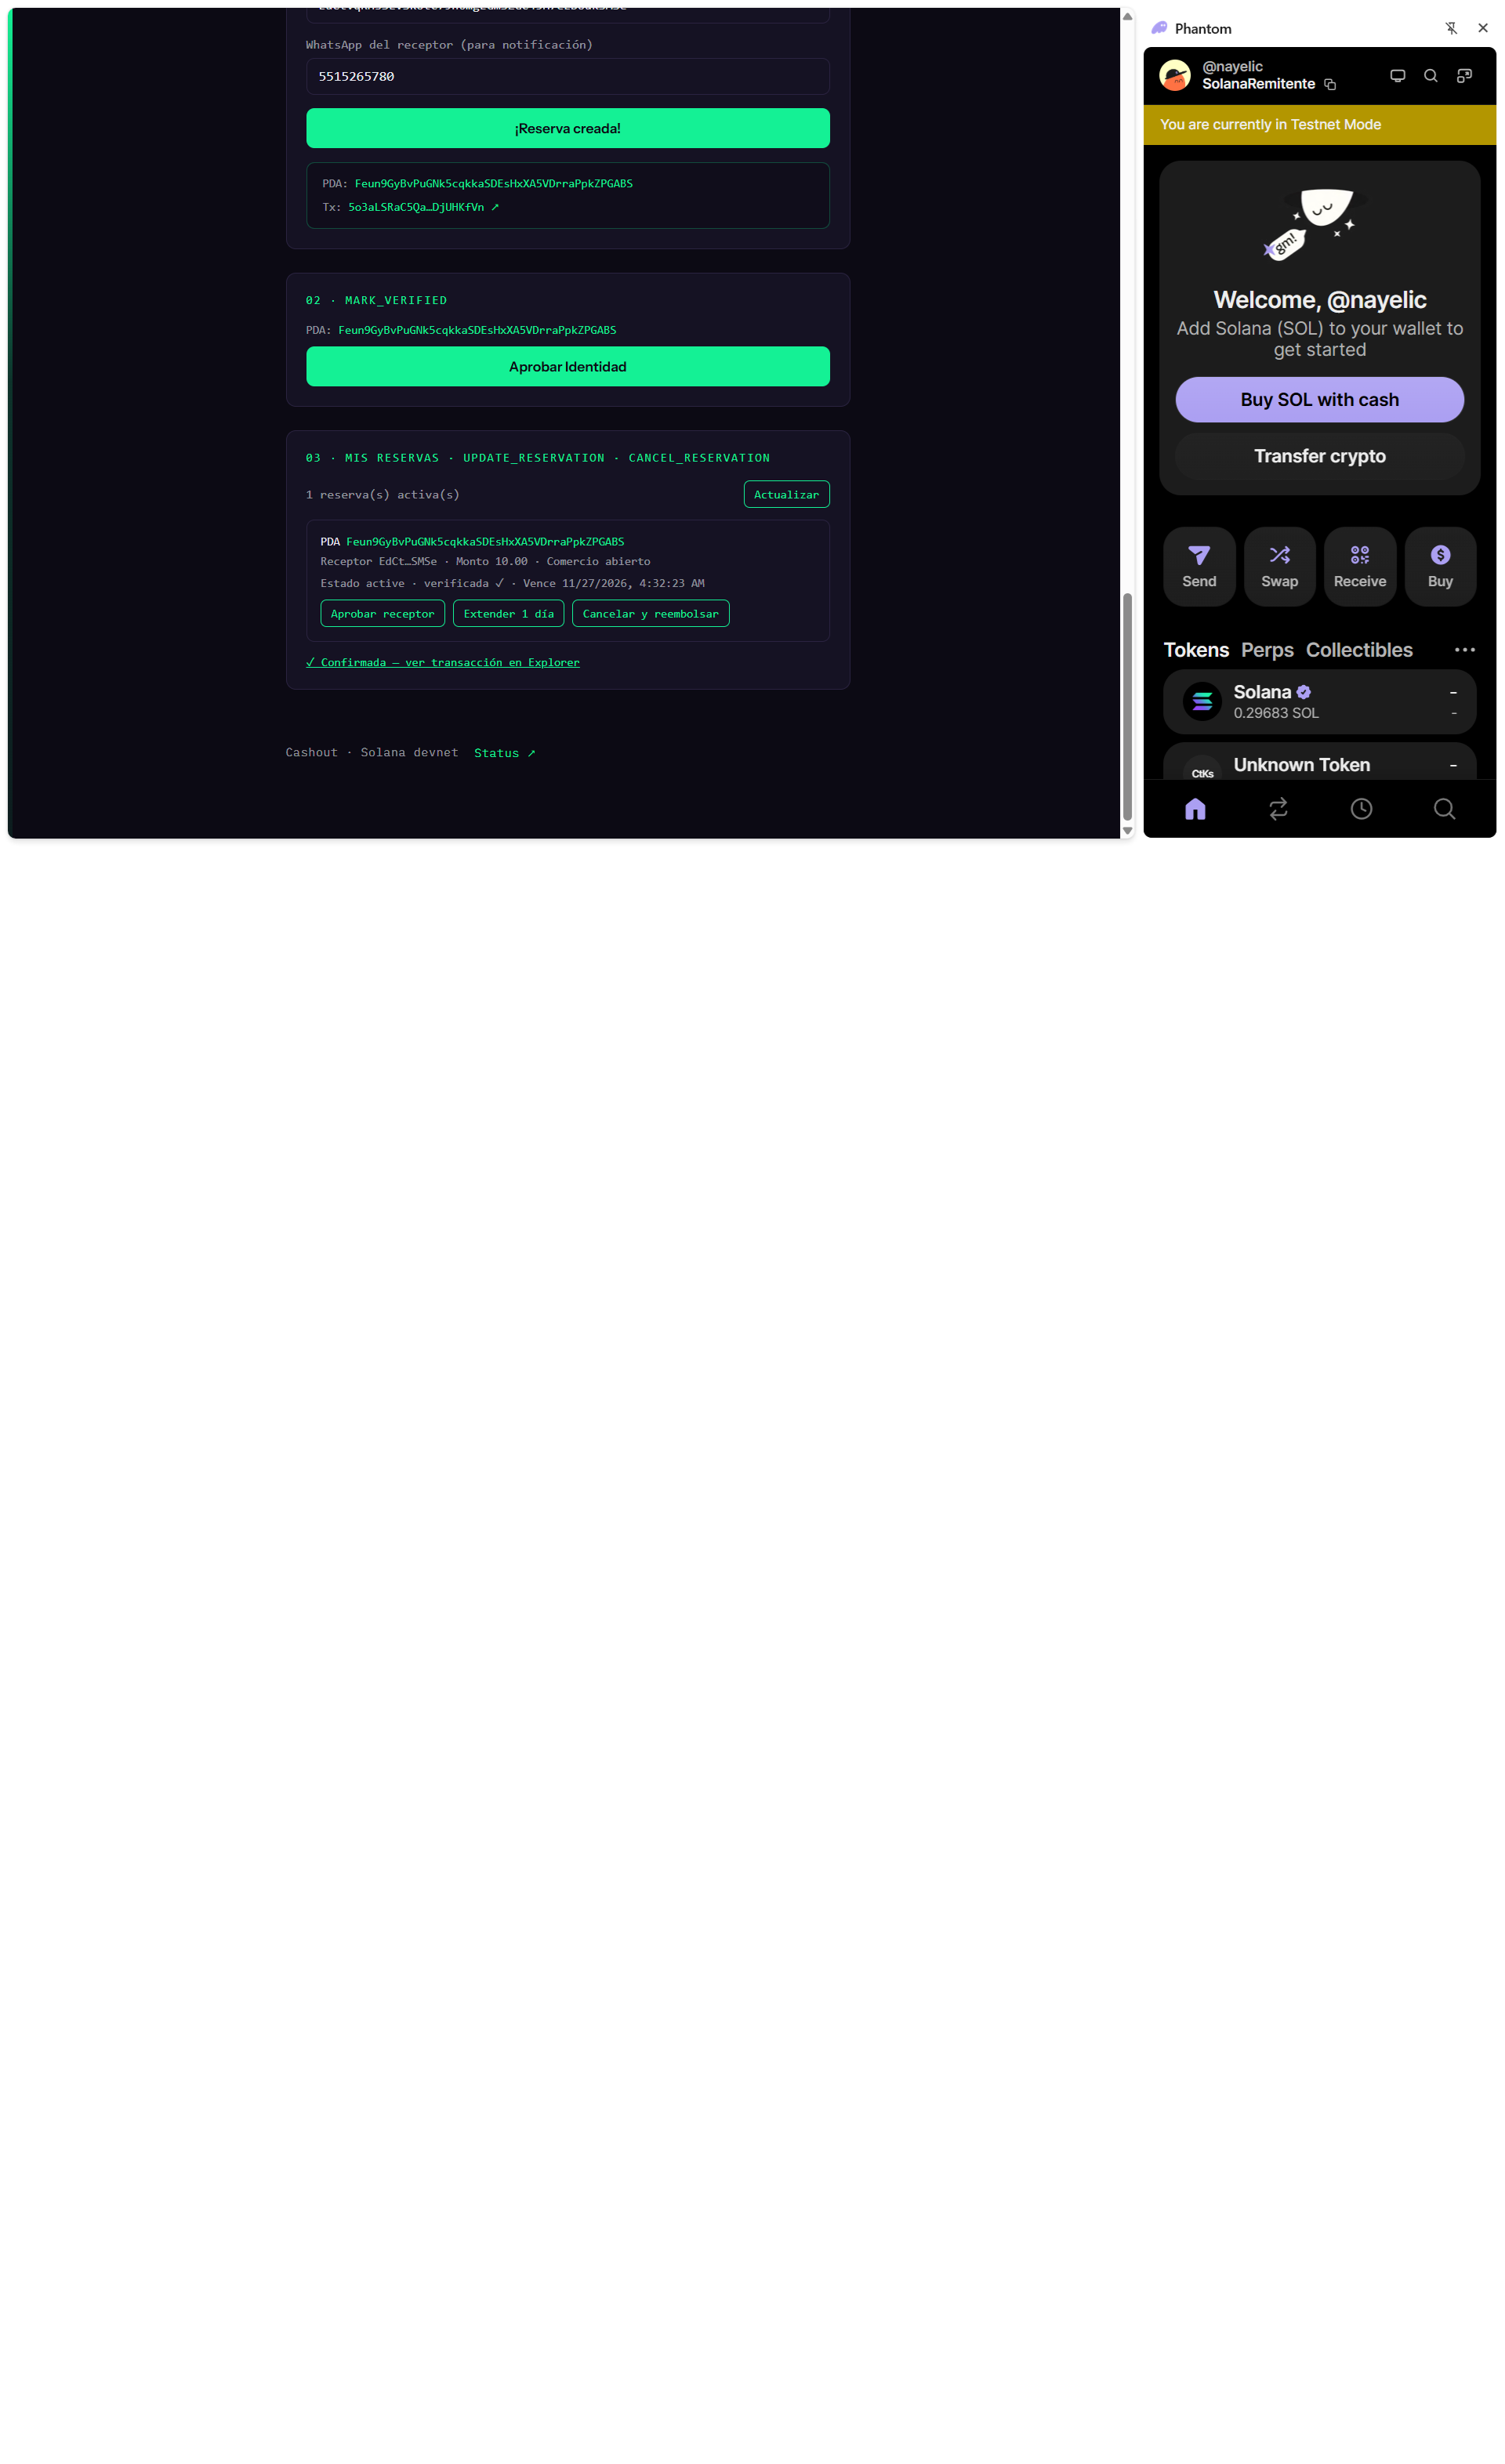 WhatsApp del receptor (para notificación)
5515265780
¡Reserva creada!
PDA: Feun9GyBvPuGNk5cqkkaSDEsHxXA5VDrraPpkZPGABS
Tx: 5o3aLSRaC5Qa…DjUHKfVn ↗
02 · MARK_VERIFIED
PDA: Feun9GyBvPuGNk5cqkkaSDEsHxXA5VDrraPpkZPGABS
Aprobar Identidad
03 · MIS RESERVAS · UPDATE_RESERVATION · CANCEL_RESERVATION
1 reserva(s) activa(s)
Actualizar
PDA Feun9GyBvPuGNk5cqkkaSDEsHxXA5VDrraPpkZPGABS
Receptor EdCt…SMSe · Monto 10.00 · Comercio abierto
Estado active · verificada ✓ · Vence 11/27/2026, 4:32:23 AM
Aprobar receptor
Extender 1 día
Cancelar y reembolsar
✓ Confirmada — ver transacción en Explorer
Cashout · Solana devnet Status ↗
Phantom
@nayelic
SolanaRemitente
You are currently in Testnet Mode
gm!
Welcome, @nayelic
Add Solana (SOL) to your wallet to
get started
Buy SOL with cash
Transfer crypto
Send
Swap
Receive
Buy
Tokens Perps Collectibles
Solana -
0.29683 SOL -
CtKs
Unknown Token -